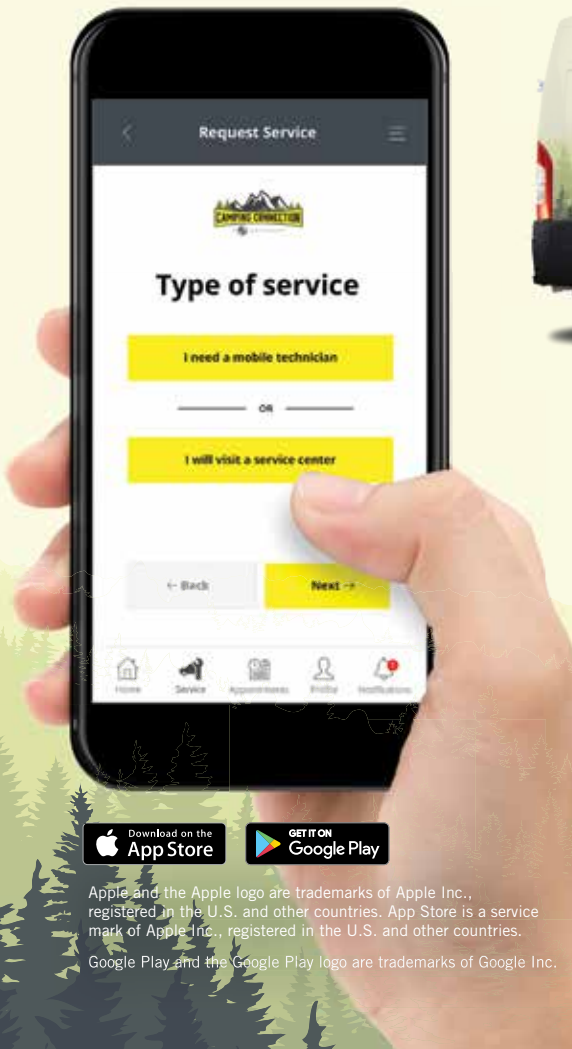 Request Service
CAMPING CONNECTION
Type of service
I need a mobile technician
OR
I will visit a service center
← Back
Next →
Home
Service
Appointments
Profile
Notifications
Download on the
App Store
GET IT ON
Google Play
Apple and the Apple logo are trademarks of Apple Inc.,
registered in the U.S. and other countries. App Store is a service
mark of Apple Inc., registered in the U.S. and other countries.
Google Play and the Google Play logo are trademarks of Google Inc.